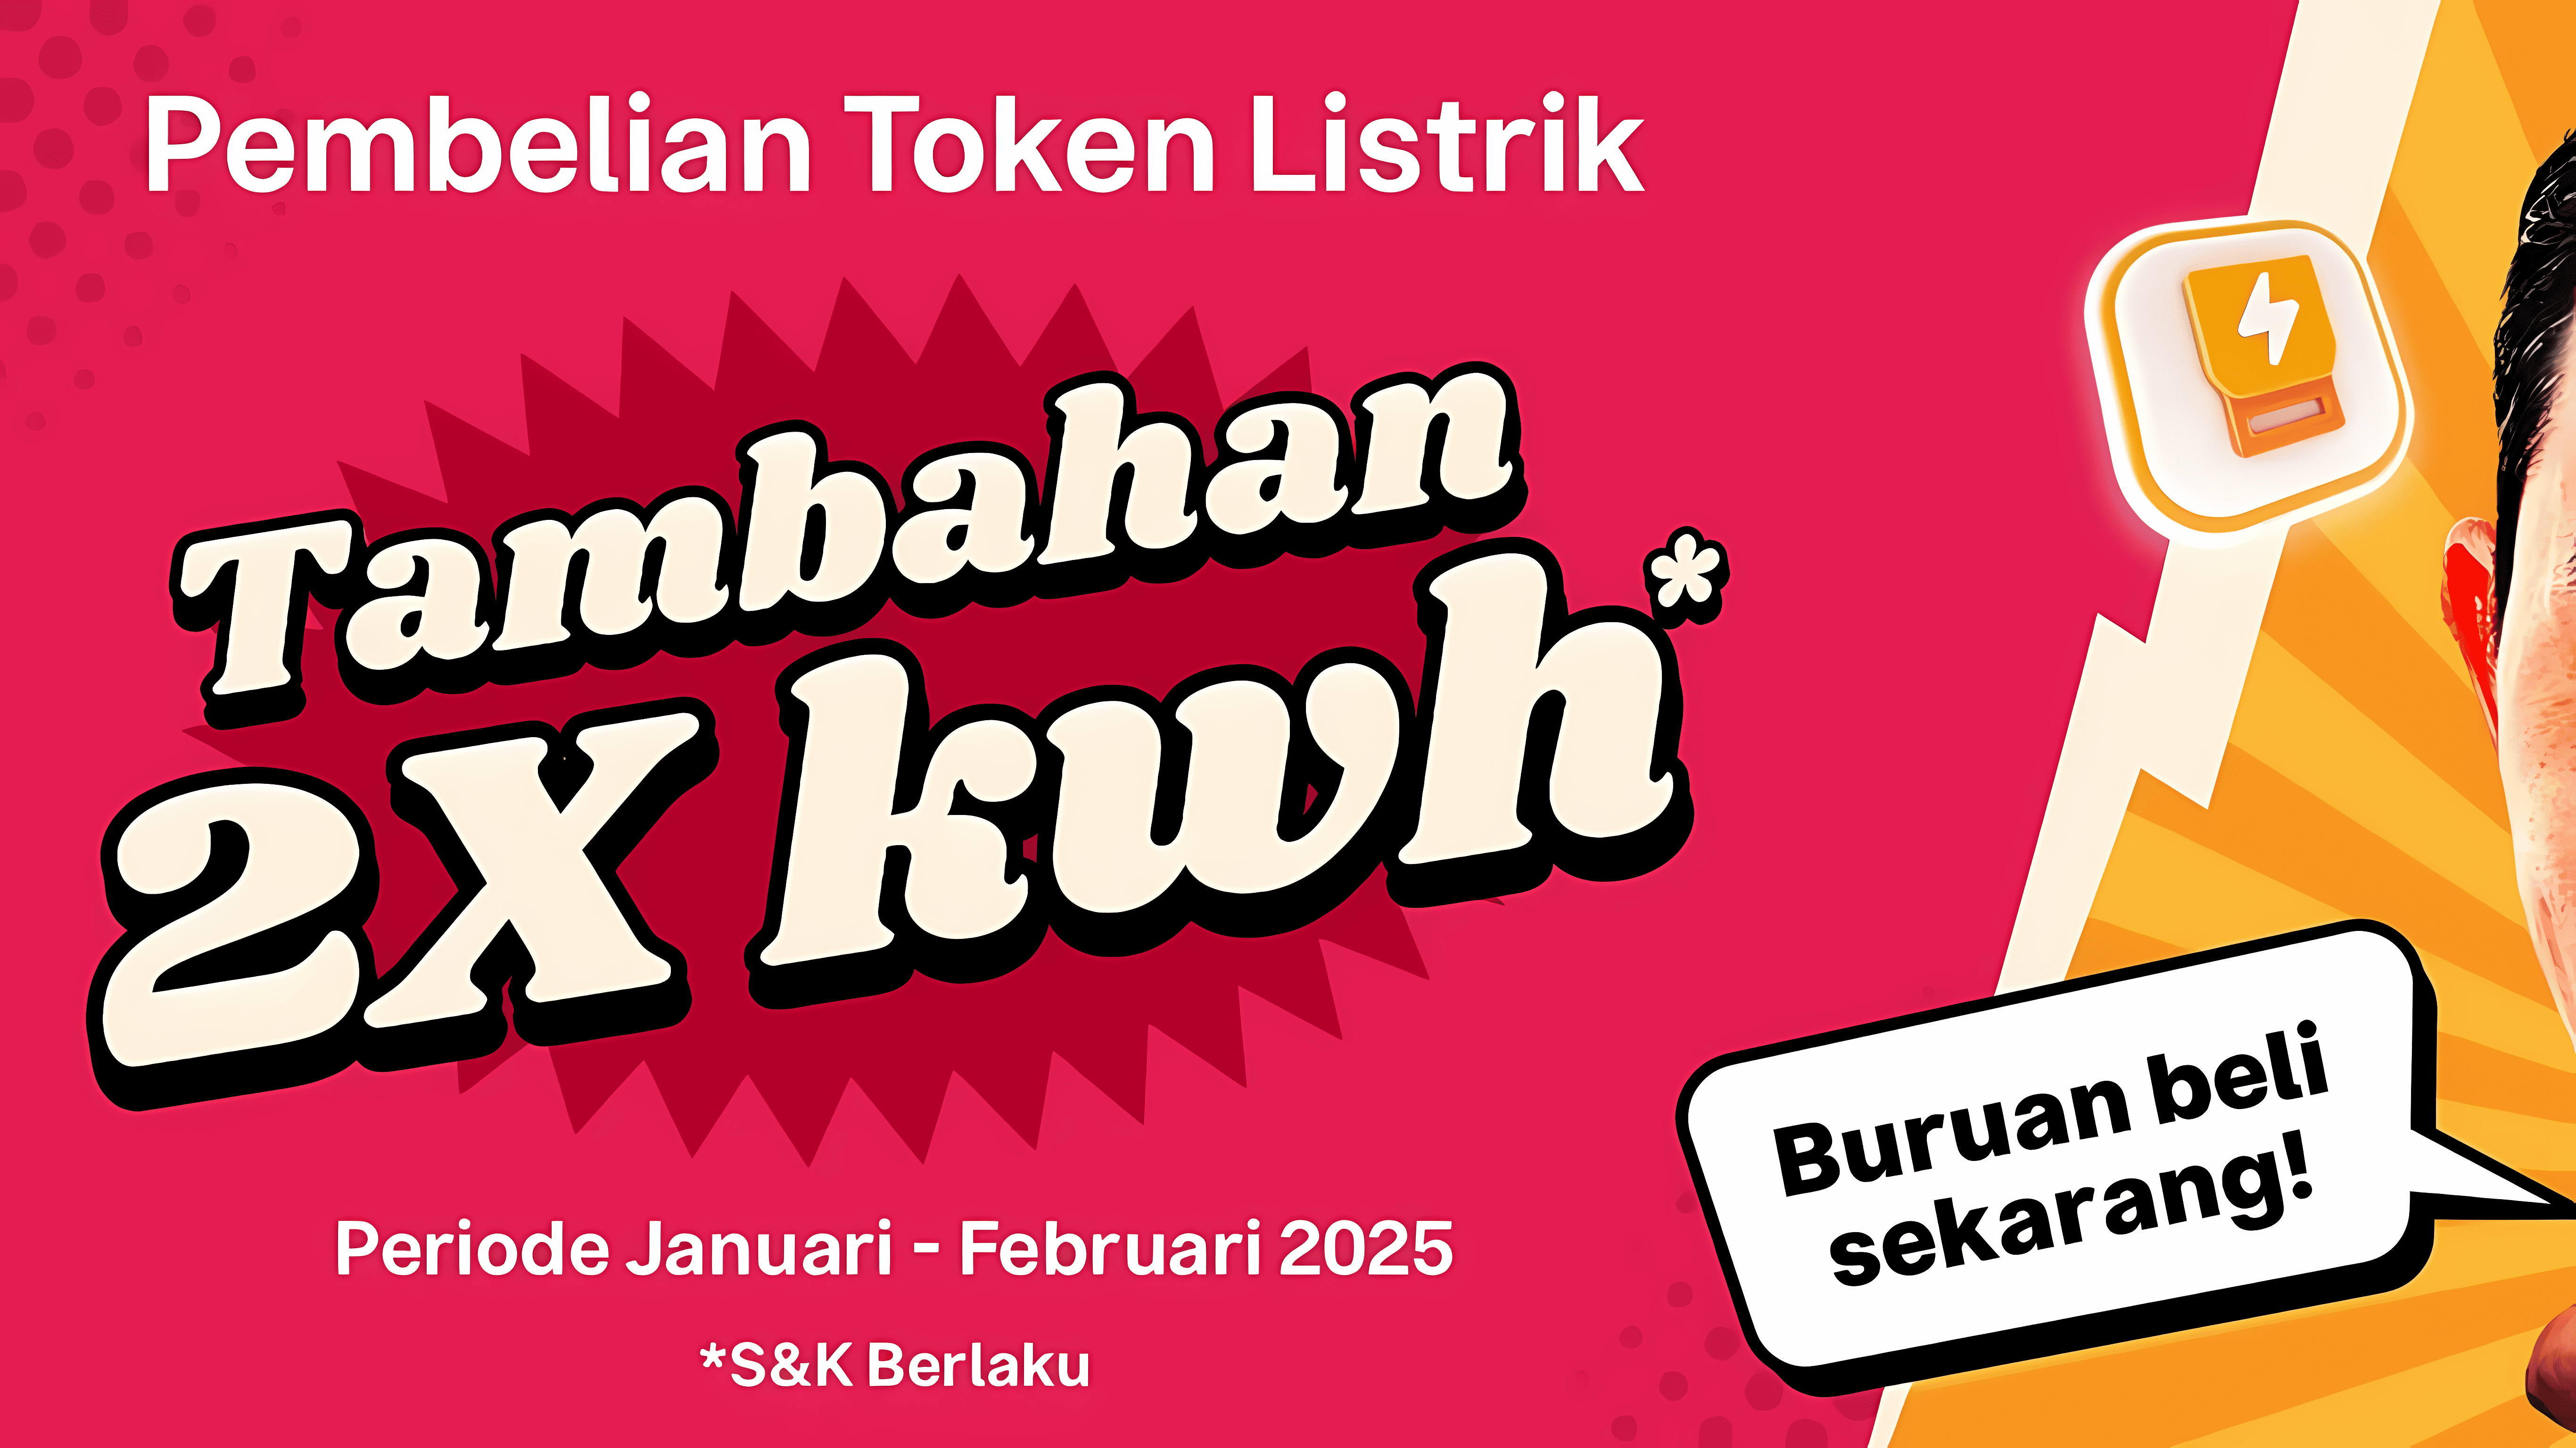 Pembelian Token Listrik
Tambahan
2X kwh*
Periode Januari - Februari 2025
*S&K Berlaku
Buruan beli
sekarang!